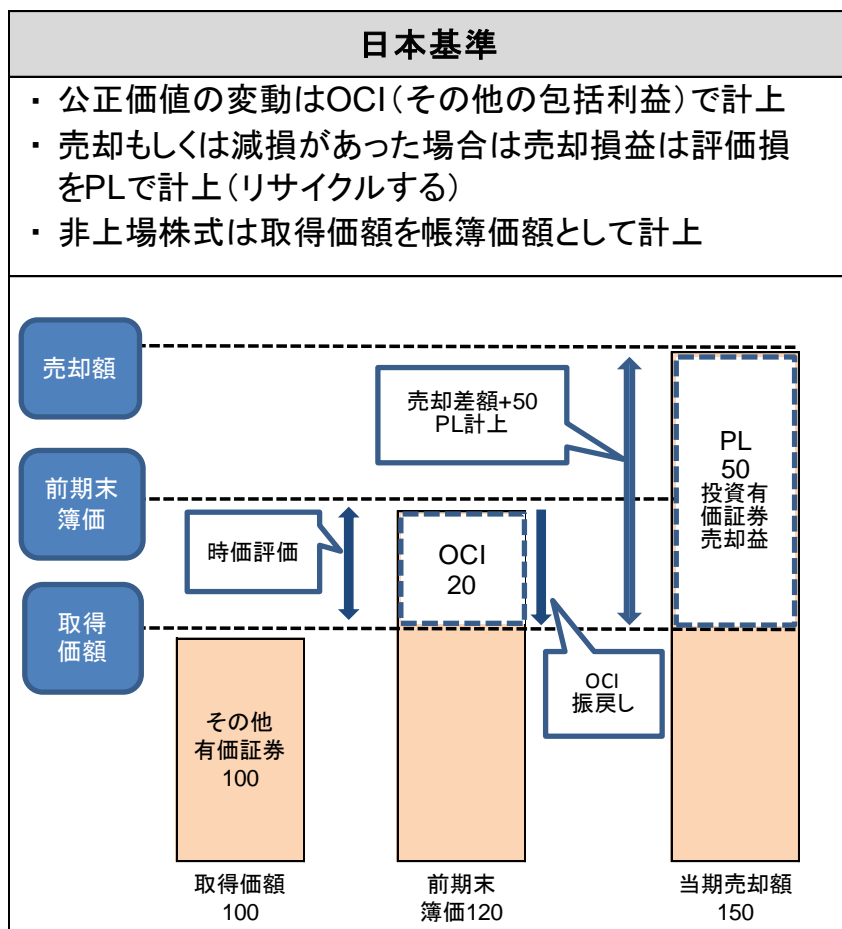 日本基準
・ 公正価値の変動はOCI（その他の包括利益）で計上
・ 売却もしくは減損があった場合は売却損益は評価損
をPLで計上（リサイクルする）
・ 非上場株式は取得価額を帳簿価額として計上
売却額
売却差額+50
PL計上
PL
50
投資有
価証券
売却益
前期末
簿価
時価評価
OCI
20
取得
価額
OCI
振戻し
その他
有価証券
100
取得価額
100
前期末
簿価120
当期売却額
150